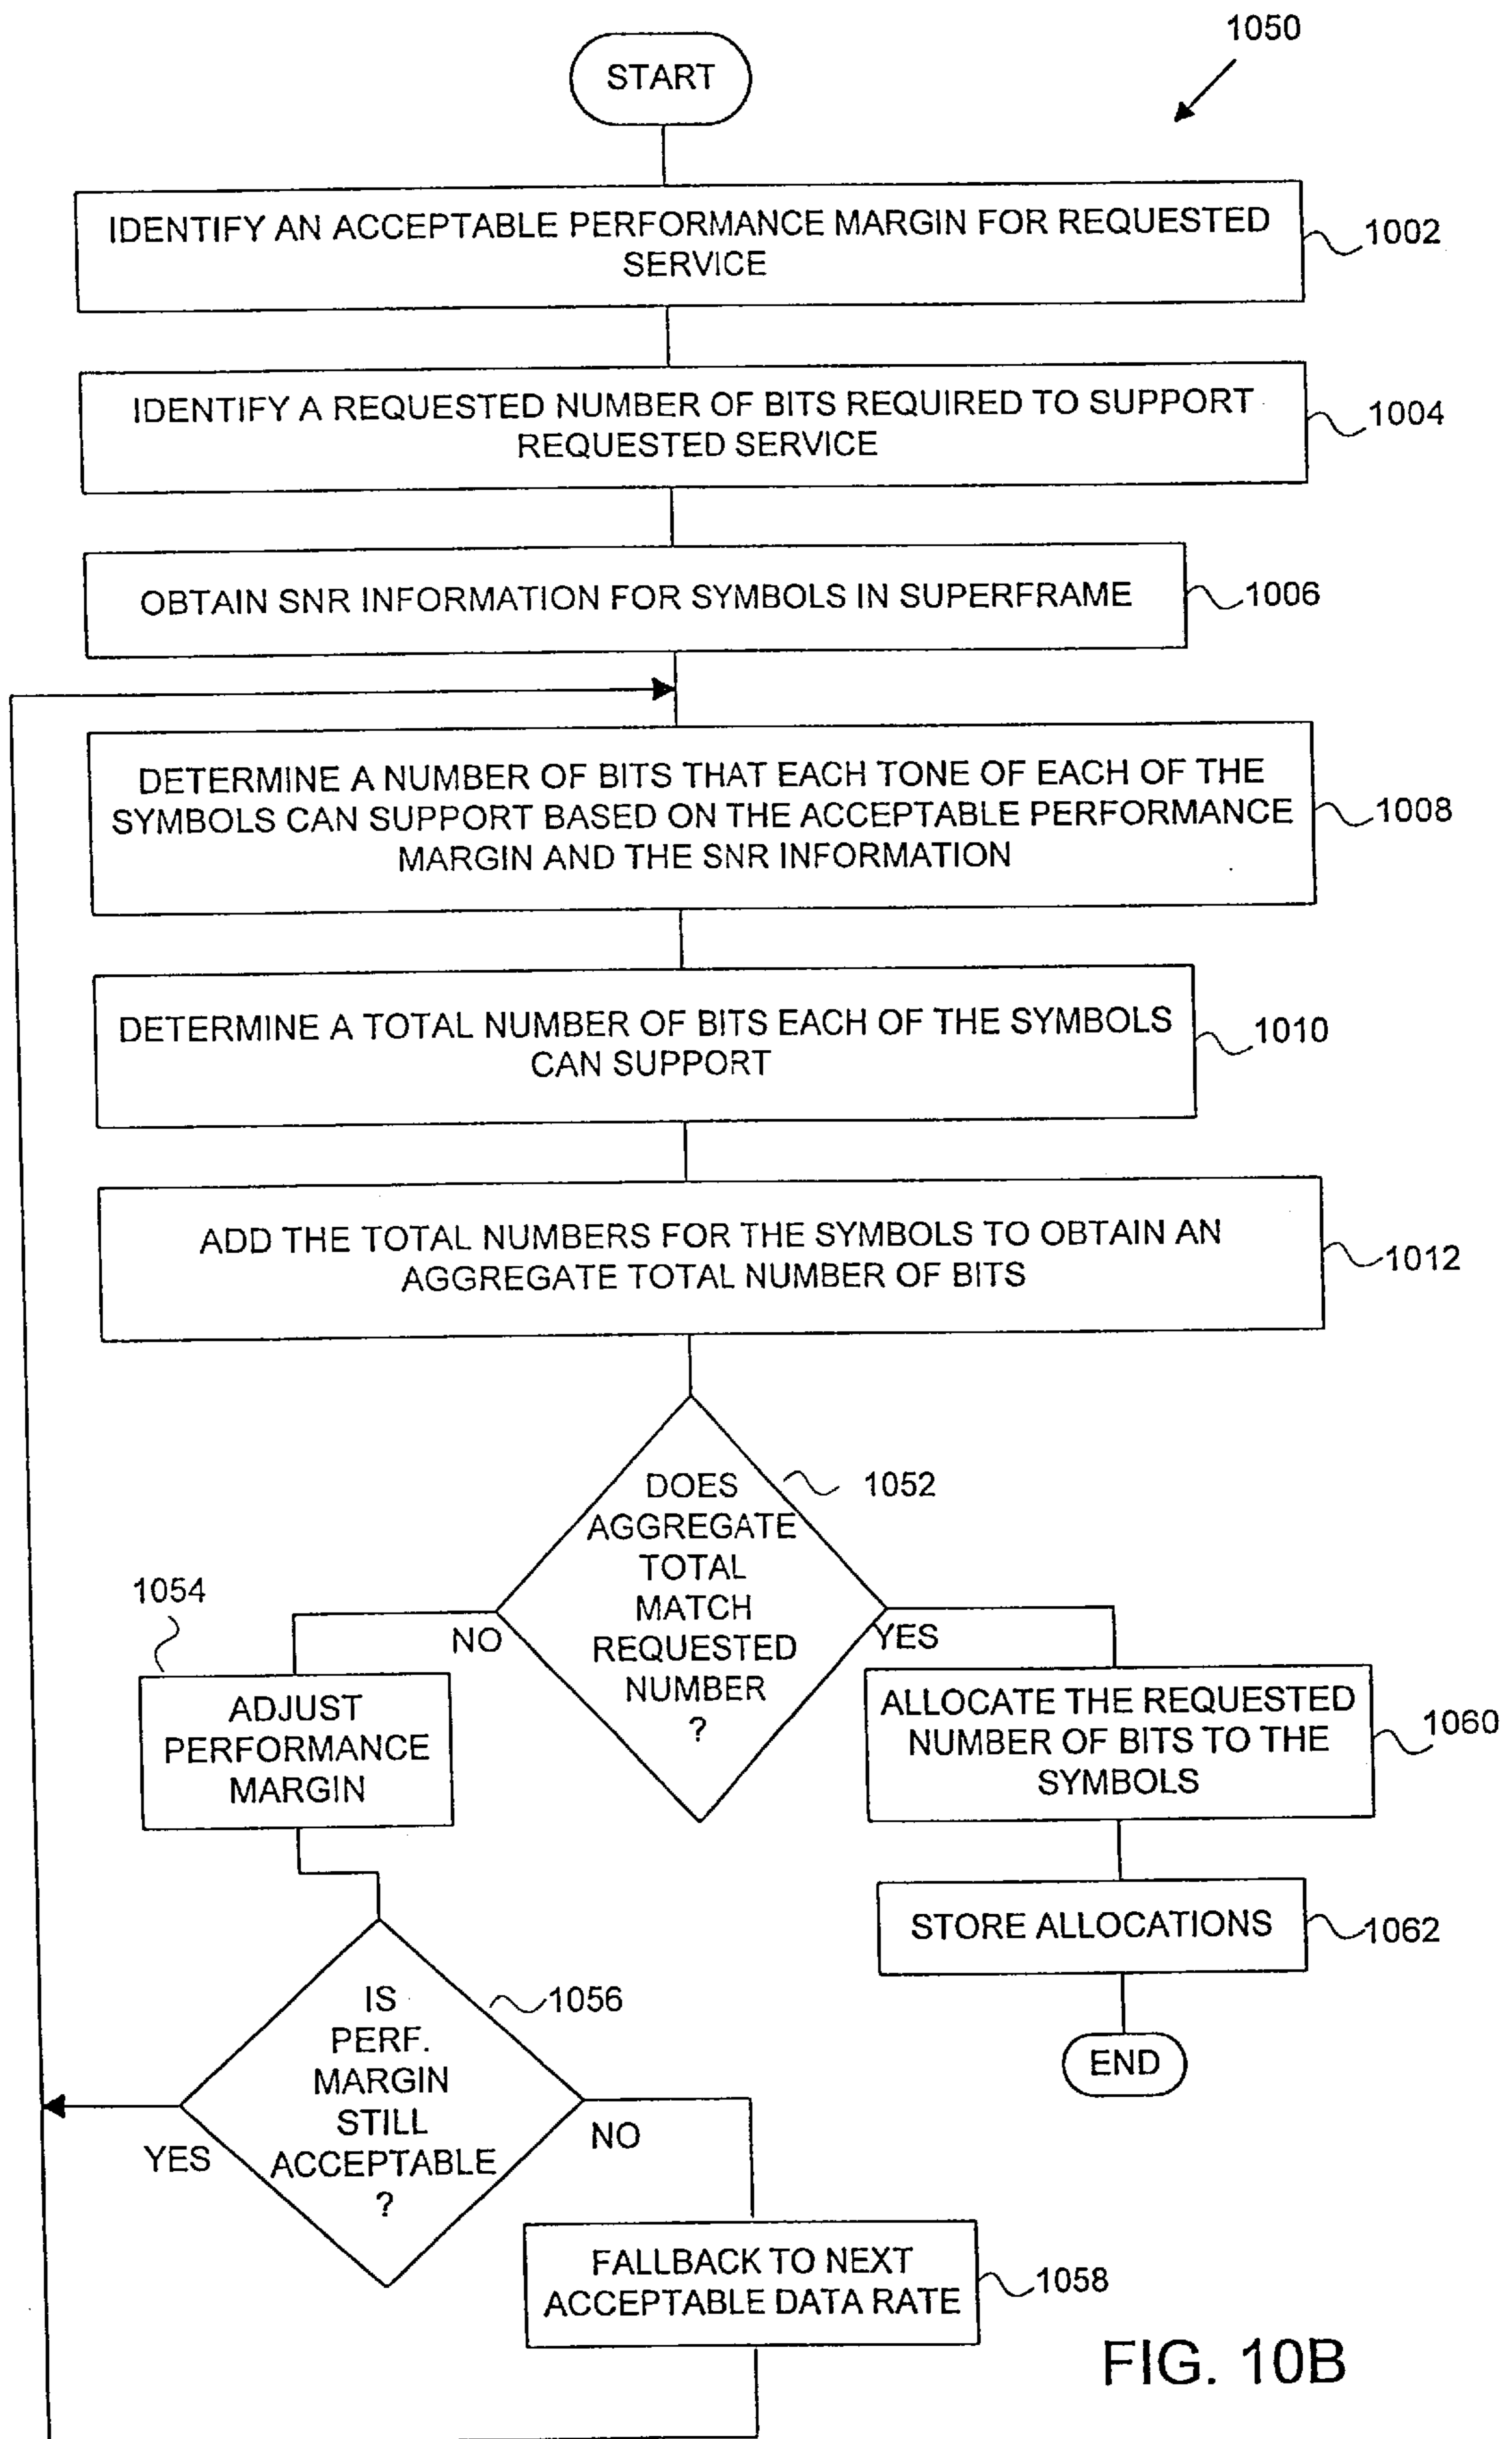 1050
START
IDENTIFY AN ACCEPTABLE PERFORMANCE MARGIN FOR REQUESTED
SERVICE
1002
IDENTIFY A REQUESTED NUMBER OF BITS REQUIRED TO SUPPORT
REQUESTED SERVICE
1004
OBTAIN SNR INFORMATION FOR SYMBOLS IN SUPERFRAME
1006
DETERMINE A NUMBER OF BITS THAT EACH TONE OF EACH OF THE
SYMBOLS CAN SUPPORT BASED ON THE ACCEPTABLE PERFORMANCE
MARGIN AND THE SNR INFORMATION
1008
DETERMINE A TOTAL NUMBER OF BITS EACH OF THE SYMBOLS
CAN SUPPORT
1010
ADD THE TOTAL NUMBERS FOR THE SYMBOLS TO OBTAIN AN
AGGREGATE TOTAL NUMBER OF BITS
1012
DOES
AGGREGATE
TOTAL
MATCH
REQUESTED
NUMBER
?
1052
NO
YES
1054
ADJUST
PERFORMANCE
MARGIN
ALLOCATE THE REQUESTED
NUMBER OF BITS TO THE
SYMBOLS
1060
STORE ALLOCATIONS
1062
END
IS
PERF.
MARGIN
STILL
ACCEPTABLE
?
1056
YES
NO
FALLBACK TO NEXT
ACCEPTABLE DATA RATE
1058
FIG. 10B